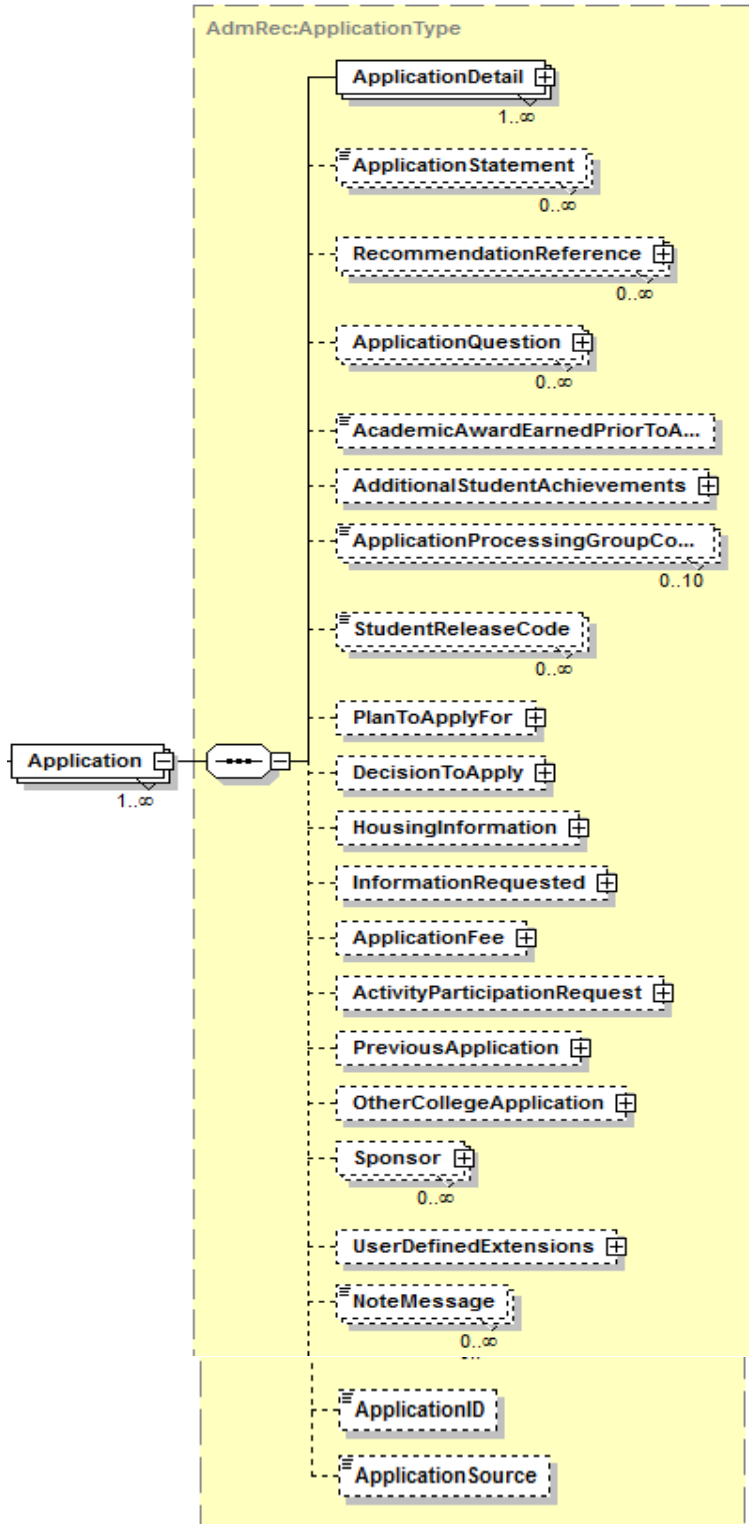 AdmRec:ApplicationType
ApplicationDetail
1..∞
ApplicationStatement
0..∞
RecommendationReference
0..∞
ApplicationQuestion
0..∞
AcademicAwardEarnedPriorToA...
AdditionalStudentAchievements
ApplicationProcessingGroupCo...
0..10
StudentReleaseCode
0..∞
PlanToApplyFor
Application
1..∞
DecisionToApply
HousingInformation
InformationRequested
ApplicationFee
ActivityParticipationRequest
PreviousApplication
OtherCollegeApplication
Sponsor
0..∞
UserDefinedExtensions
NoteMessage
0..∞
ApplicationID
ApplicationSource